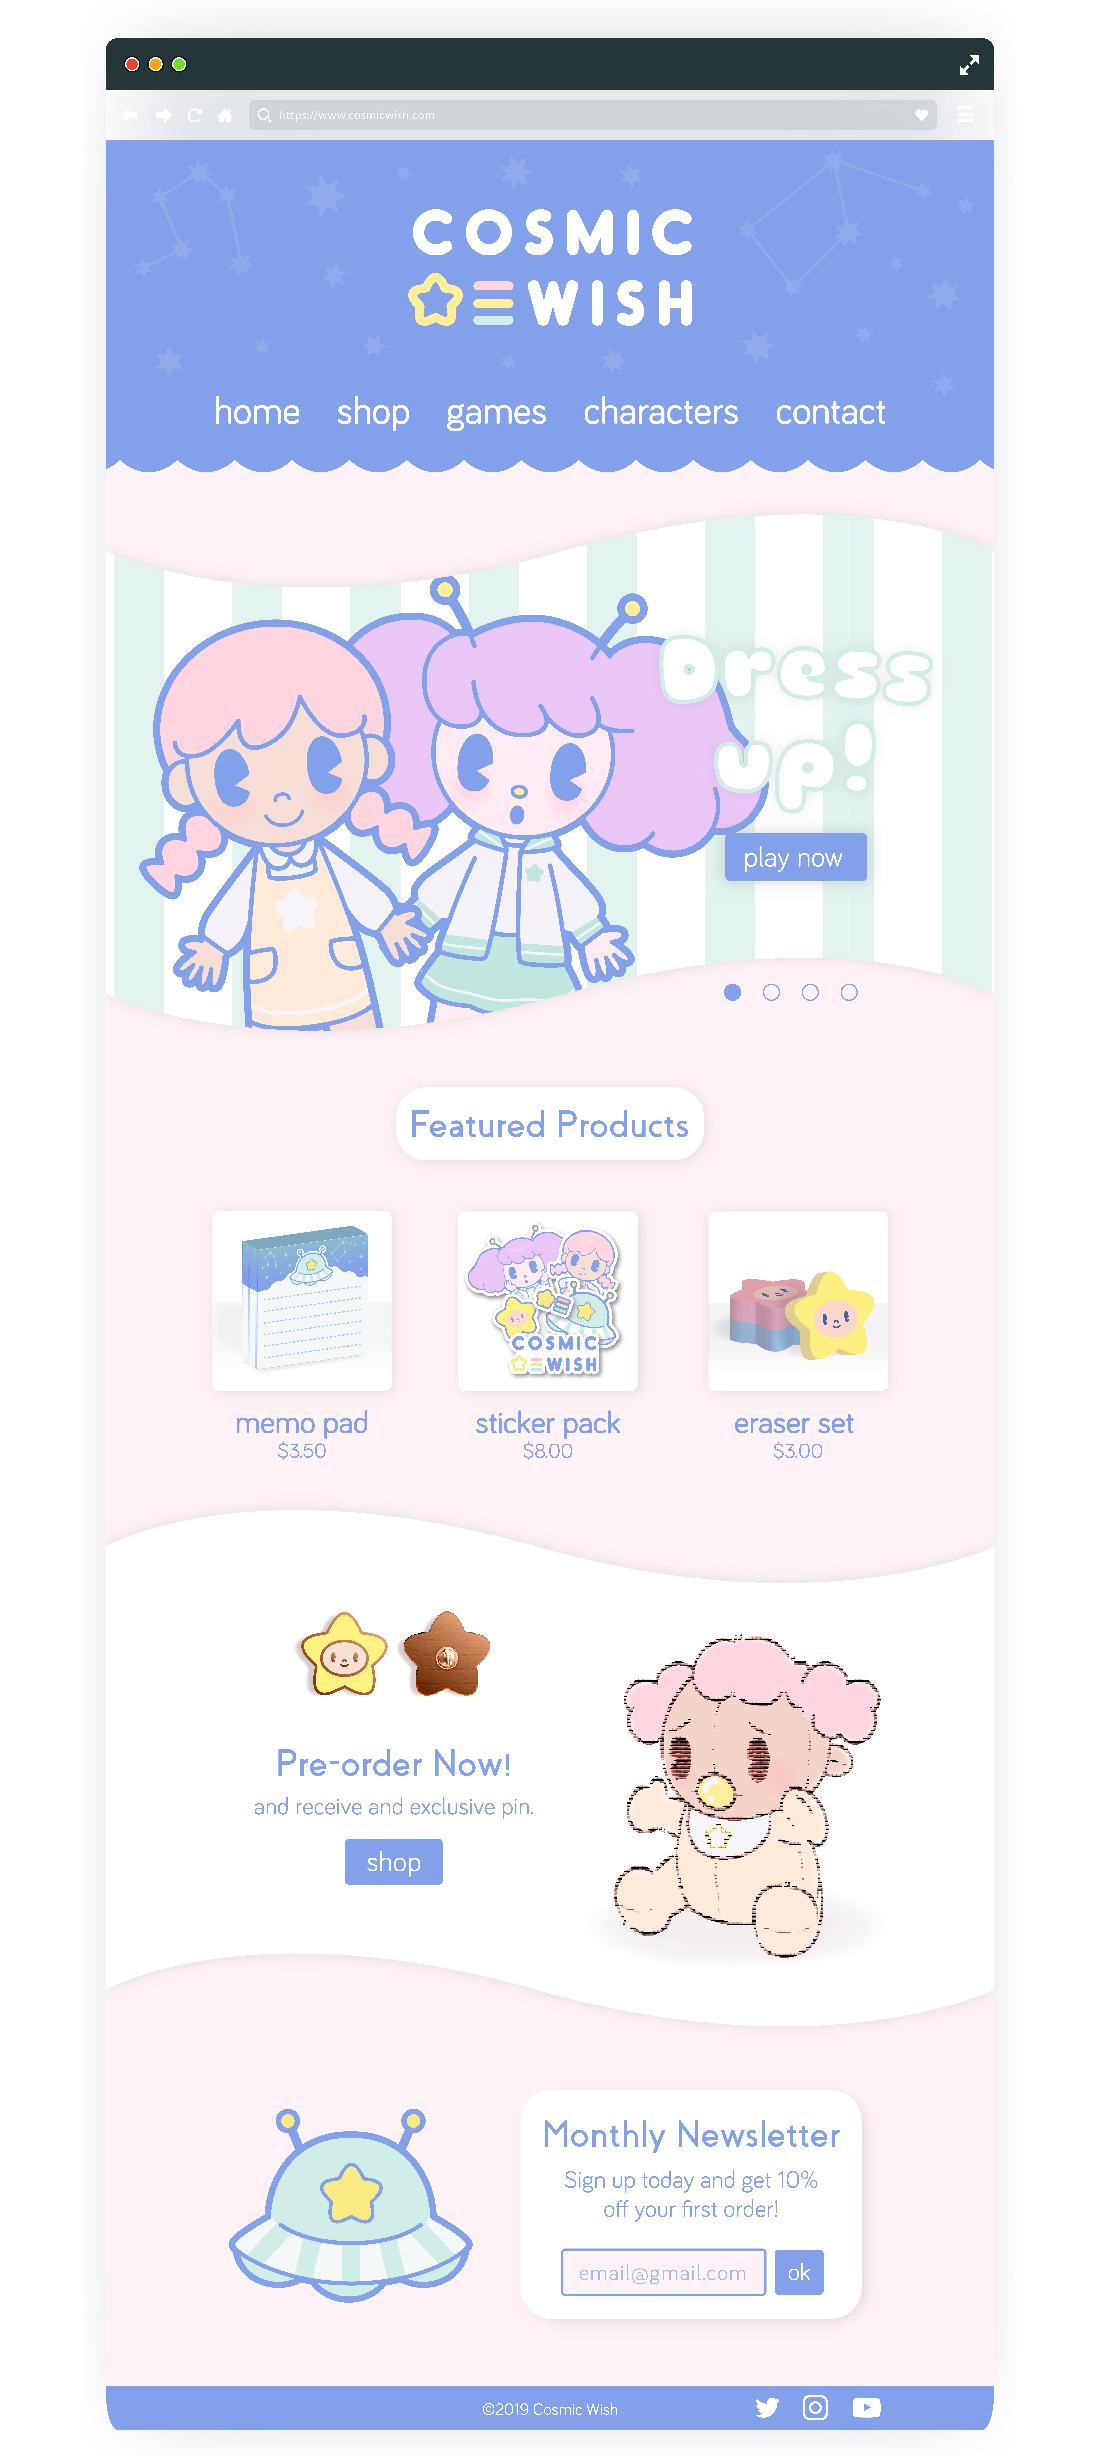 https://www.cosmicwish.com
COSMIC
WISH
home shop games characters contact
Dress
up!
play now
Featured Products
COSMIC
WISH
memo pad sticker pack eraser set
$3.50 $8.00 $3.00
Pre-order Now!
and receive and exclusive pin.
shop
Monthly Newsletter
Sign up today and get 10%
off your first order!
email@gmail.com ok
©2019 Cosmic Wish